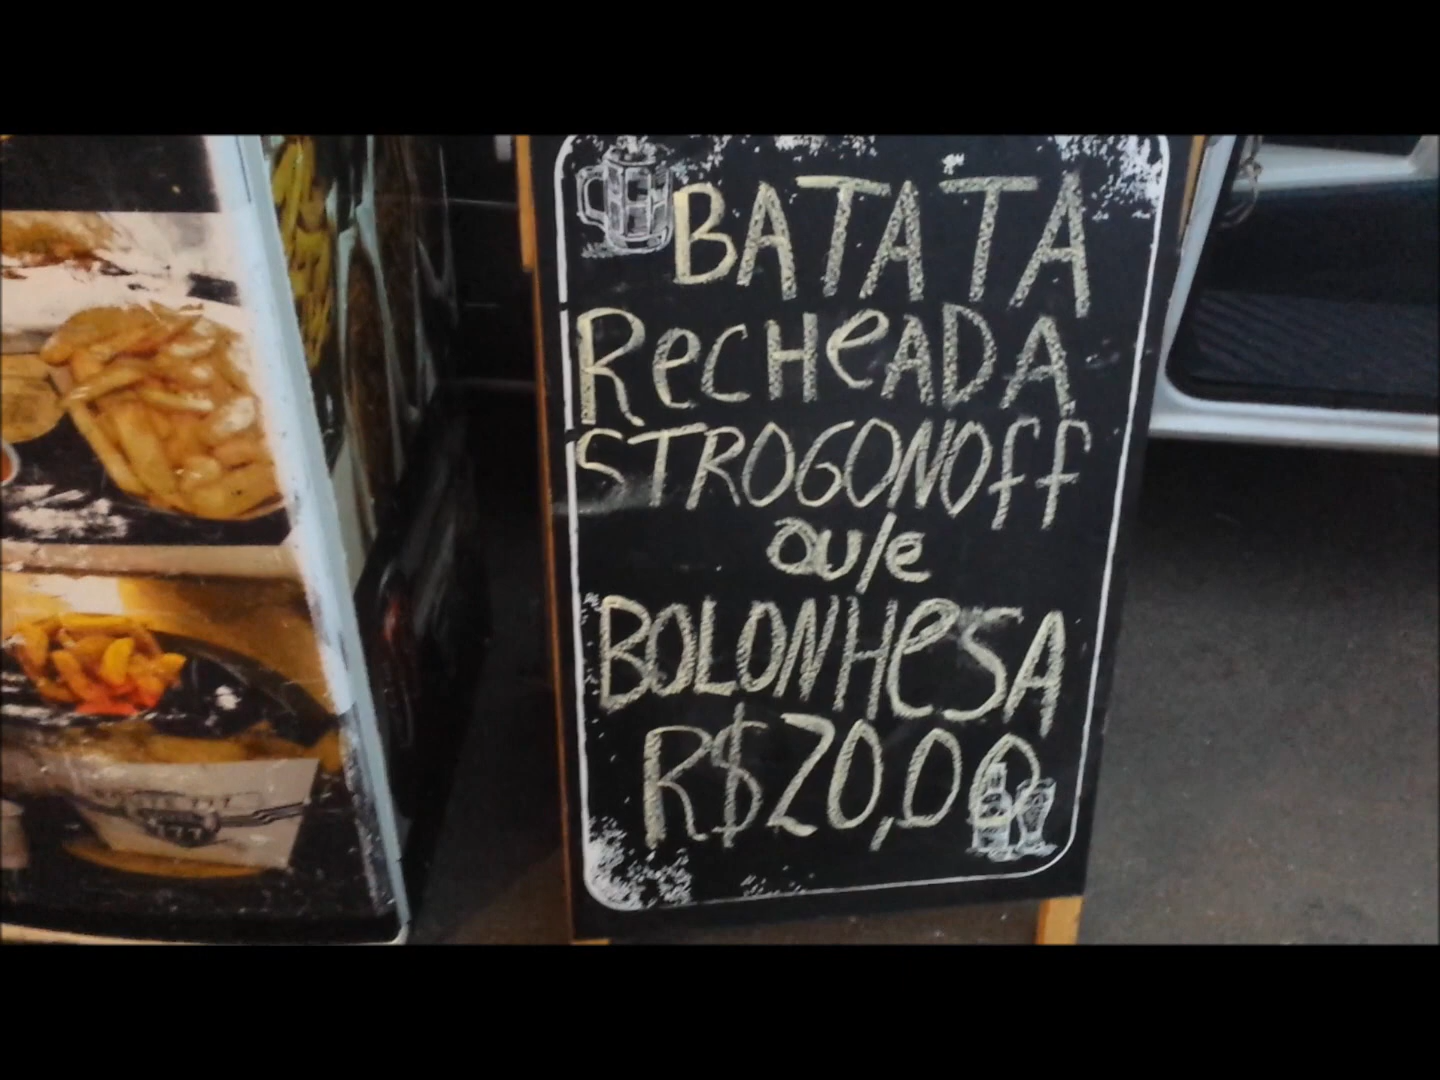 BATATA
RecHeADA
STROGONOff
ou/e
BOLONHeSA
R$20,00